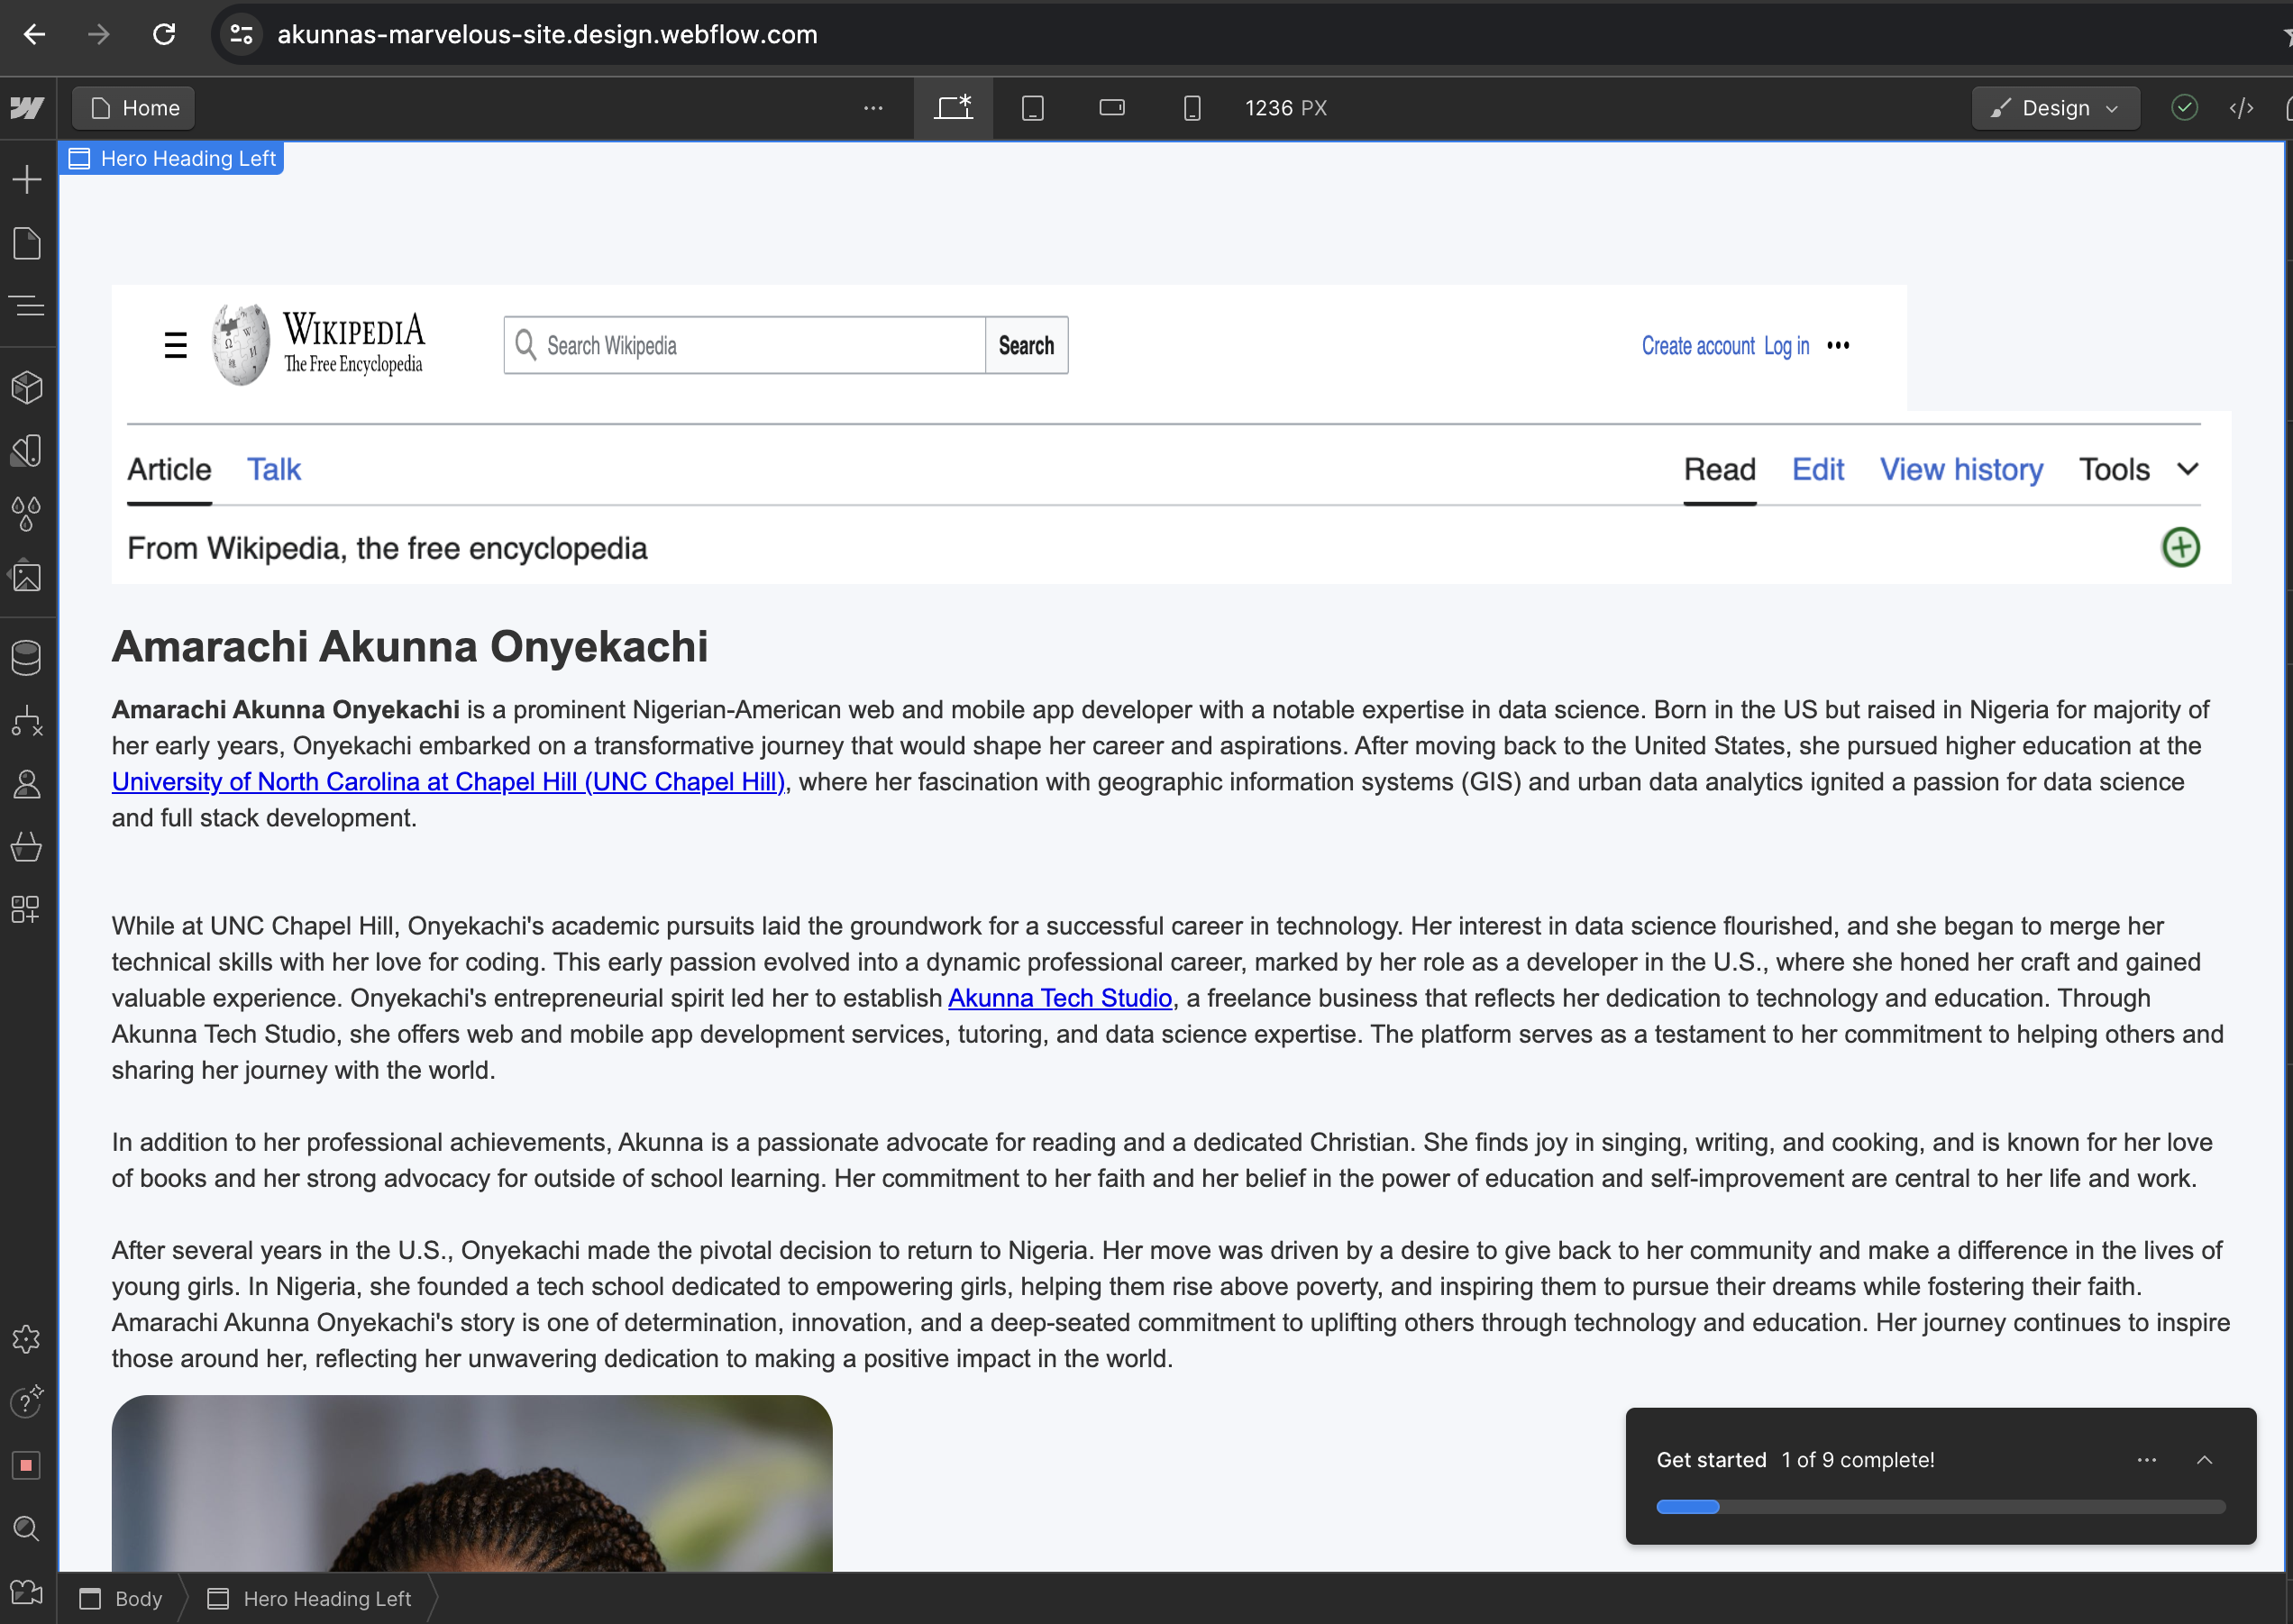 akunnas-marvelous-site.design.webflow.com
Home
1236 PX
Design
Hero Heading Left
WIKIPEDIA
The Free Encyclopedia
Search Wikipedia
Search
Create account Log in
Article Talk
Read Edit View history Tools
From Wikipedia, the free encyclopedia
Amarachi Akunna Onyekachi
Amarachi Akunna Onyekachi is a prominent Nigerian-American web and mobile app developer with a notable expertise in data science. Born in the US but raised in Nigeria for majority of
her early years, Onyekachi embarked on a transformative journey that would shape her career and aspirations. After moving back to the United States, she pursued higher education at the
University of North Carolina at Chapel Hill (UNC Chapel Hill), where her fascination with geographic information systems (GIS) and urban data analytics ignited a passion for data science
and full stack development.
While at UNC Chapel Hill, Onyekachi's academic pursuits laid the groundwork for a successful career in technology. Her interest in data science flourished, and she began to merge her
technical skills with her love for coding. This early passion evolved into a dynamic professional career, marked by her role as a developer in the U.S., where she honed her craft and gained
valuable experience. Onyekachi's entrepreneurial spirit led her to establish Akunna Tech Studio, a freelance business that reflects her dedication to technology and education. Through
Akunna Tech Studio, she offers web and mobile app development services, tutoring, and data science expertise. The platform serves as a testament to her commitment to helping others and
sharing her journey with the world.
In addition to her professional achievements, Akunna is a passionate advocate for reading and a dedicated Christian. She finds joy in singing, writing, and cooking, and is known for her love
of books and her strong advocacy for outside of school learning. Her commitment to her faith and her belief in the power of education and self-improvement are central to her life and work.
After several years in the U.S., Onyekachi made the pivotal decision to return to Nigeria. Her move was driven by a desire to give back to her community and make a difference in the lives of
young girls. In Nigeria, she founded a tech school dedicated to empowering girls, helping them rise above poverty, and inspiring them to pursue their dreams while fostering their faith.
Amarachi Akunna Onyekachi's story is one of determination, innovation, and a deep-seated commitment to uplifting others through technology and education. Her journey continues to inspire
those around her, reflecting her unwavering dedication to making a positive impact in the world.
Get started 1 of 9 complete!
Body
Hero Heading Left